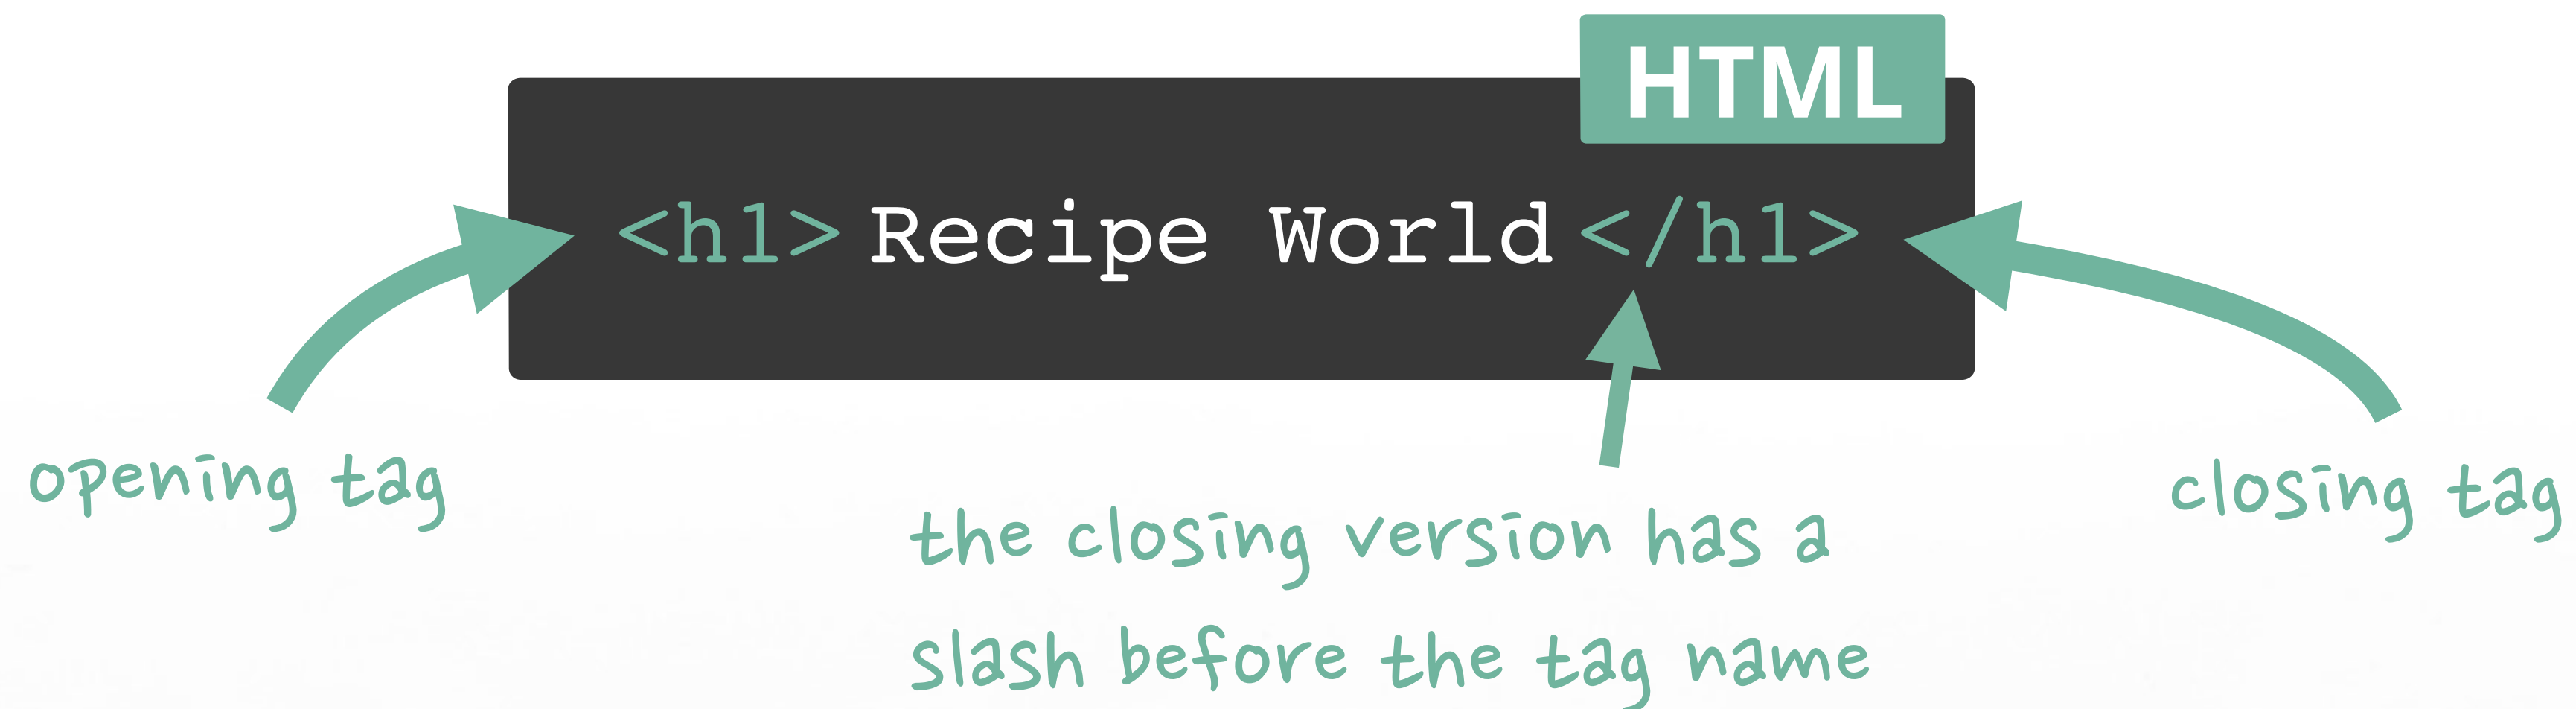 HTML
<h1> Recipe World </h1>
opening tag
the closing version has a
slash before the tag name
closing tag